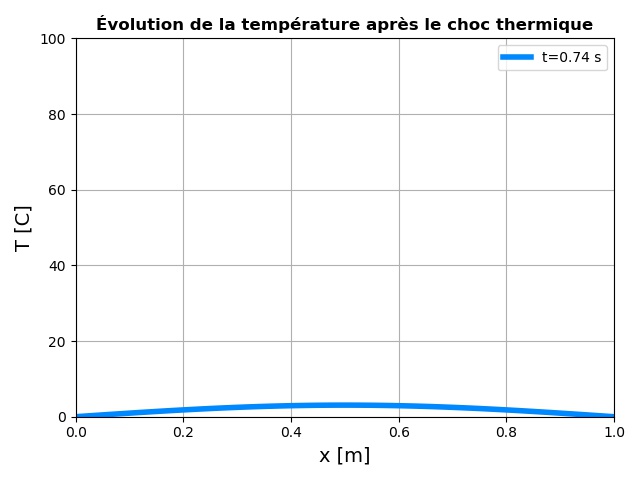 Évolution de la température après le choc thermique
t=0.74 s
T [C]
100
80
60
40
20
0
0.0 0.2 0.4 0.6 0.8 1.0
x [m]